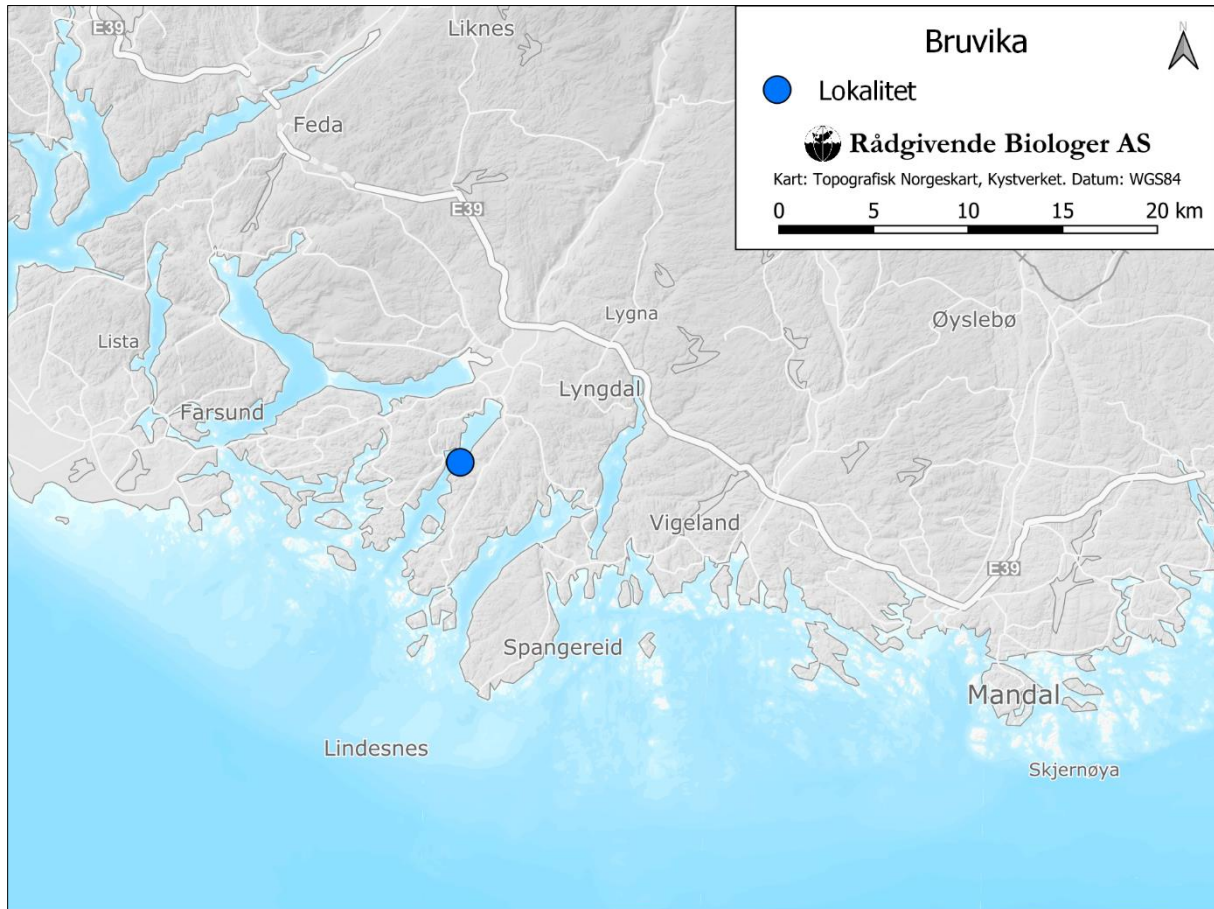 Bruvika
N
Lokalitet
Rådgivende Biologer AS
Kart: Topografisk Norgeskart, Kystverket. Datum: WGS84
0 5 10 15 20 km
E39
Liknes
Feda
E39
Lygna
Øyslebø
Lista
Lyngdal
Farsund
Vigeland
E39
Spangereid
Mandal
Lindesnes
Skjernøya